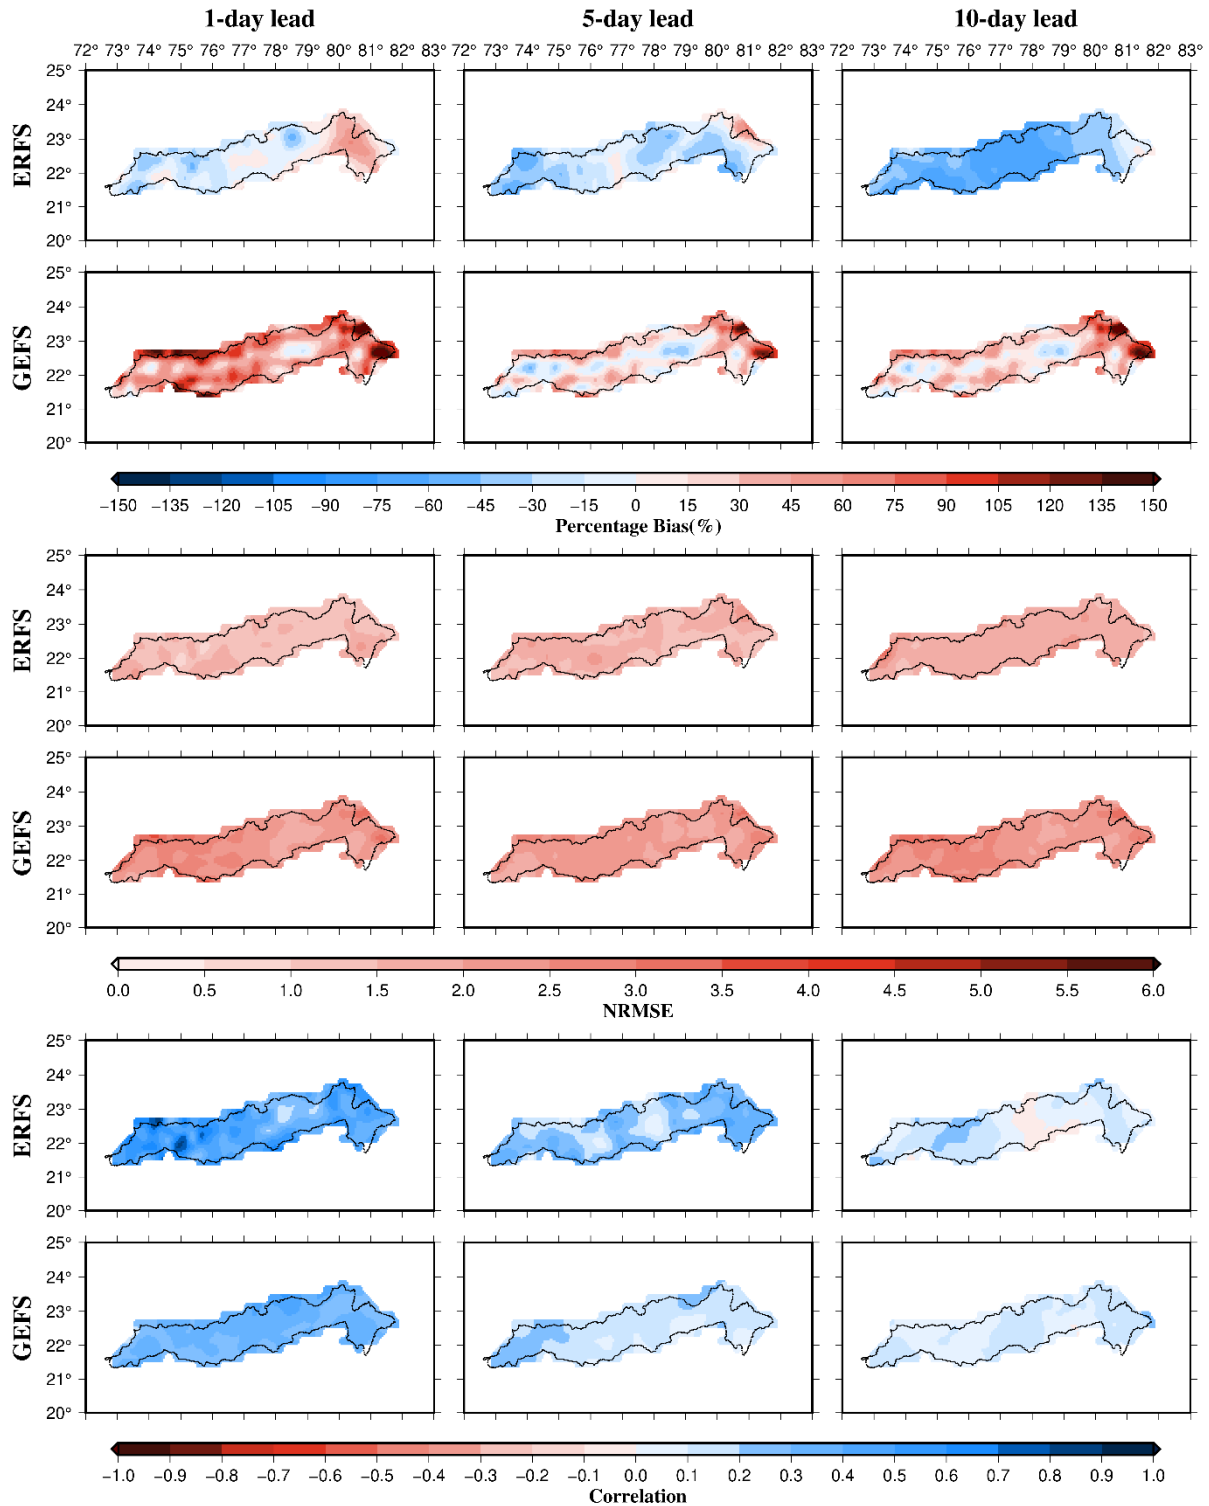 1-day lead 5-day lead 10-day lead
72° 73° 74° 75° 76° 77° 78° 79° 80° 81° 82° 83° 72° 73° 74° 75° 76° 77° 78° 79° 80° 81° 82° 83° 72° 73° 74° 75° 76° 77° 78° 79° 80° 81° 82° 83°
25°
24°
23°
22°
21°
20°
ERFS
25°
24°
23°
22°
21°
20°
GEFS
−150 −135 −120 −105 −90 −75 −60 −45 −30 −15 0 15 30 45 60 75 90 105 120 135 150
Percentage Bias(%)
25°
24°
23°
22°
21°
20°
ERFS
25°
24°
23°
22°
21°
20°
GEFS
0.0 0.5 1.0 1.5 2.0 2.5 3.0 3.5 4.0 4.5 5.0 5.5 6.0
NRMSE
25°
24°
23°
22°
21°
20°
ERFS
25°
24°
23°
22°
21°
20°
GEFS
−1.0 −0.9 −0.8 −0.7 −0.6 −0.5 −0.4 −0.3 −0.2 −0.1 0.0 0.1 0.2 0.3 0.4 0.5 0.6 0.7 0.8 0.9 1.0
Correlation